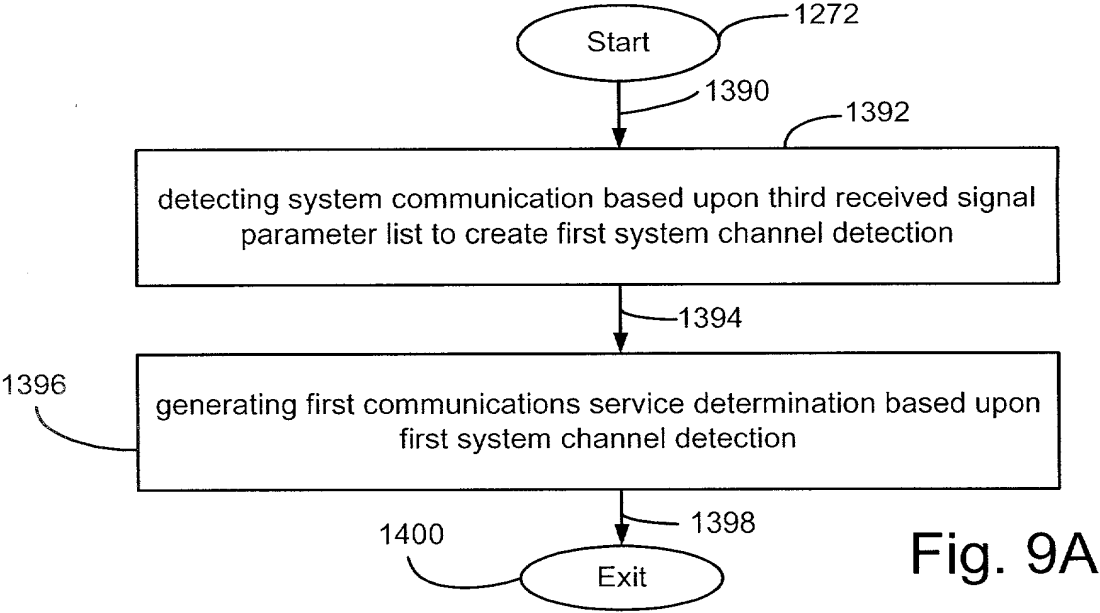 Start
1272
1390
1392
detecting system communication based upon third received signal
parameter list to create first system channel detection
1394
1396
generating first communications service determination based upon
first system channel detection
1398
1400
Exit
Fig. 9A